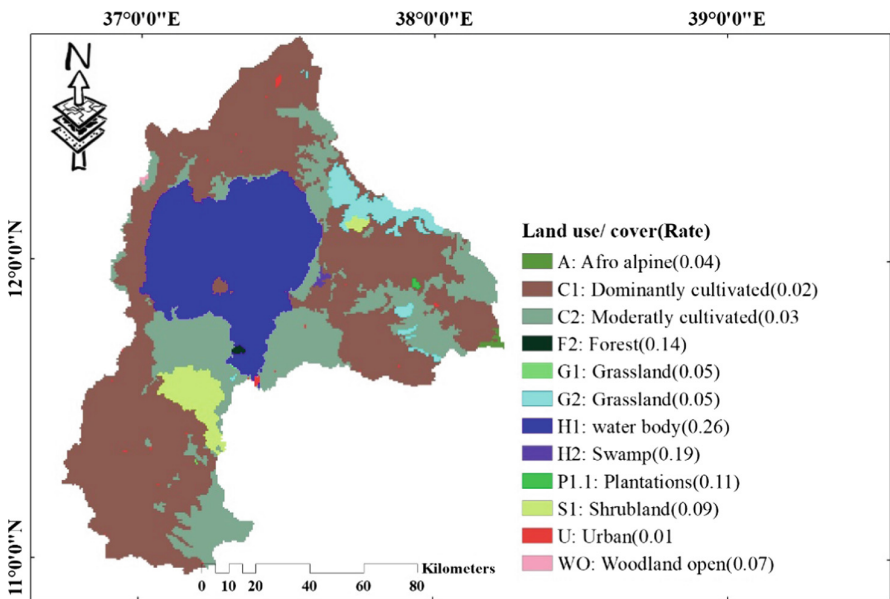 37°0'0"E 38°0'0"E 39°0'0"E
N
12°0'0"N
11°0'0"N
Land use/ cover(Rate)
A: Afro alpine(0.04)
C1: Dominantly cultivated(0.02)
C2: Moderatly cultivated(0.03
F2: Forest(0.14)
G1: Grassland(0.05)
G2: Grassland(0.05)
H1: water body(0.26)
H2: Swamp(0.19)
P1.1: Plantations(0.11)
S1: Shrubland(0.09)
U: Urban(0.01
WO: Woodland open(0.07)
Kilometers
0 10 20 40 60 80